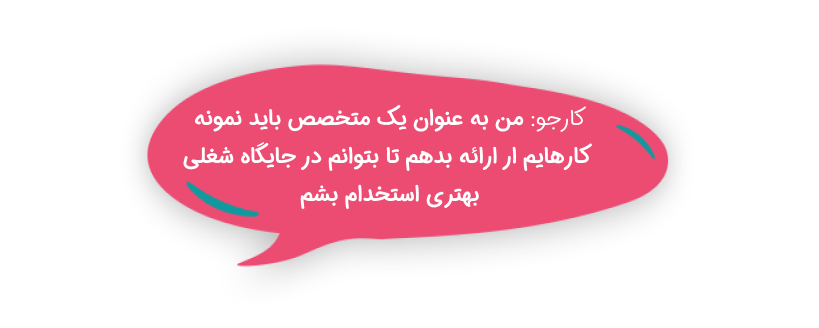 کارجو: من به عنوان یک متخصص باید نمونه
کارهایم ار ارائه بدهم تا بتوانم در جایگاه شغلی
بهتری استخدام بشم